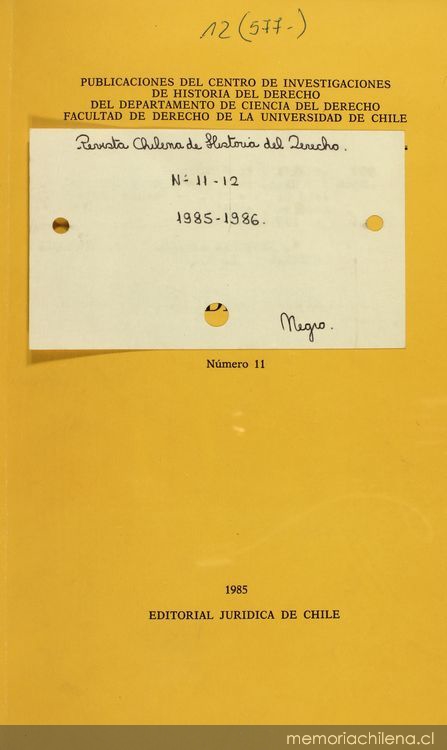 12 (577-)
PUBLICACIONES DEL CENTRO DE INVESTIGACIONES
DE HISTORIA DEL DERECHO
DEL DEPARTAMENTO DE CIENCIA DEL DERECHO
FACULTAD DE DERECHO DE LA UNIVERSIDAD DE CHILE
Revista Chilena de Historia del Derecho.
Nº 11-12
1985-1986.
Negro.
Número 11
1985
EDITORIAL JURIDICA DE CHILE
memoriachilena.cl